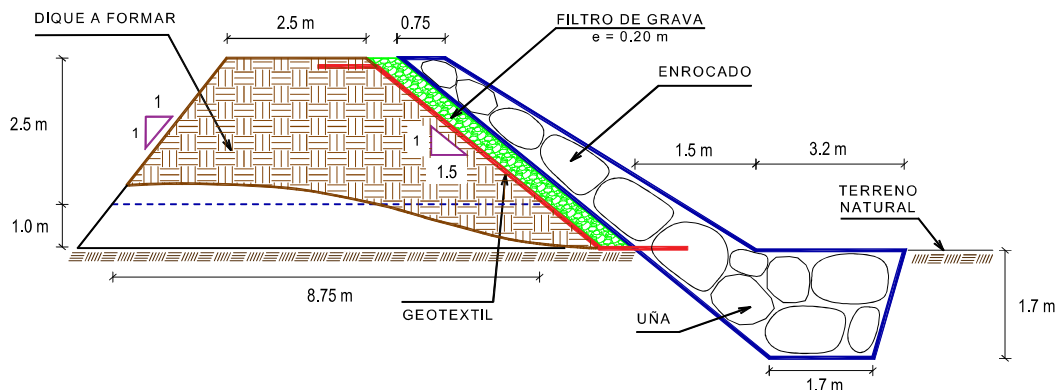 DIQUE A FORMAR
2.5 m
0.75
FILTRO DE GRAVA
e = 0.20 m
ENROCADO
1
1
2.5 m
1
1.5
1.5 m
3.2 m
TERRENO
NATURAL
1.0 m
8.75 m
GEOTEXTIL
UÑA
1.7 m
1.7 m